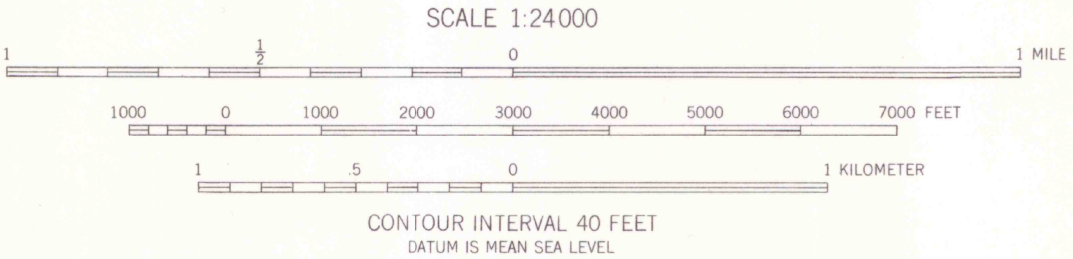 SCALE 1:24000
1 ½ 0 1 MILE
1000 0 1000 2000 3000 4000 5000 6000 7000 FEET
1 .5 0 1 KILOMETER
CONTOUR INTERVAL 40 FEET
DATUM IS MEAN SEA LEVEL